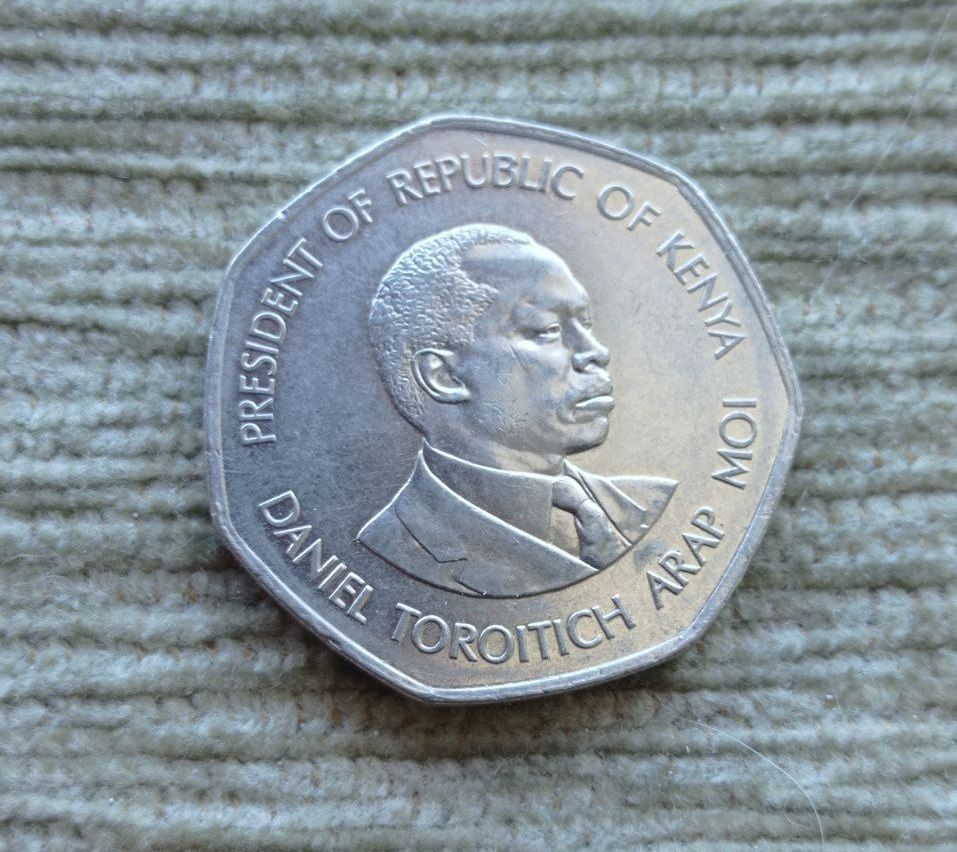 PRESIDENT OF REPUBLIC OF KENYA
DANIEL TOROITICH ARAP MOI